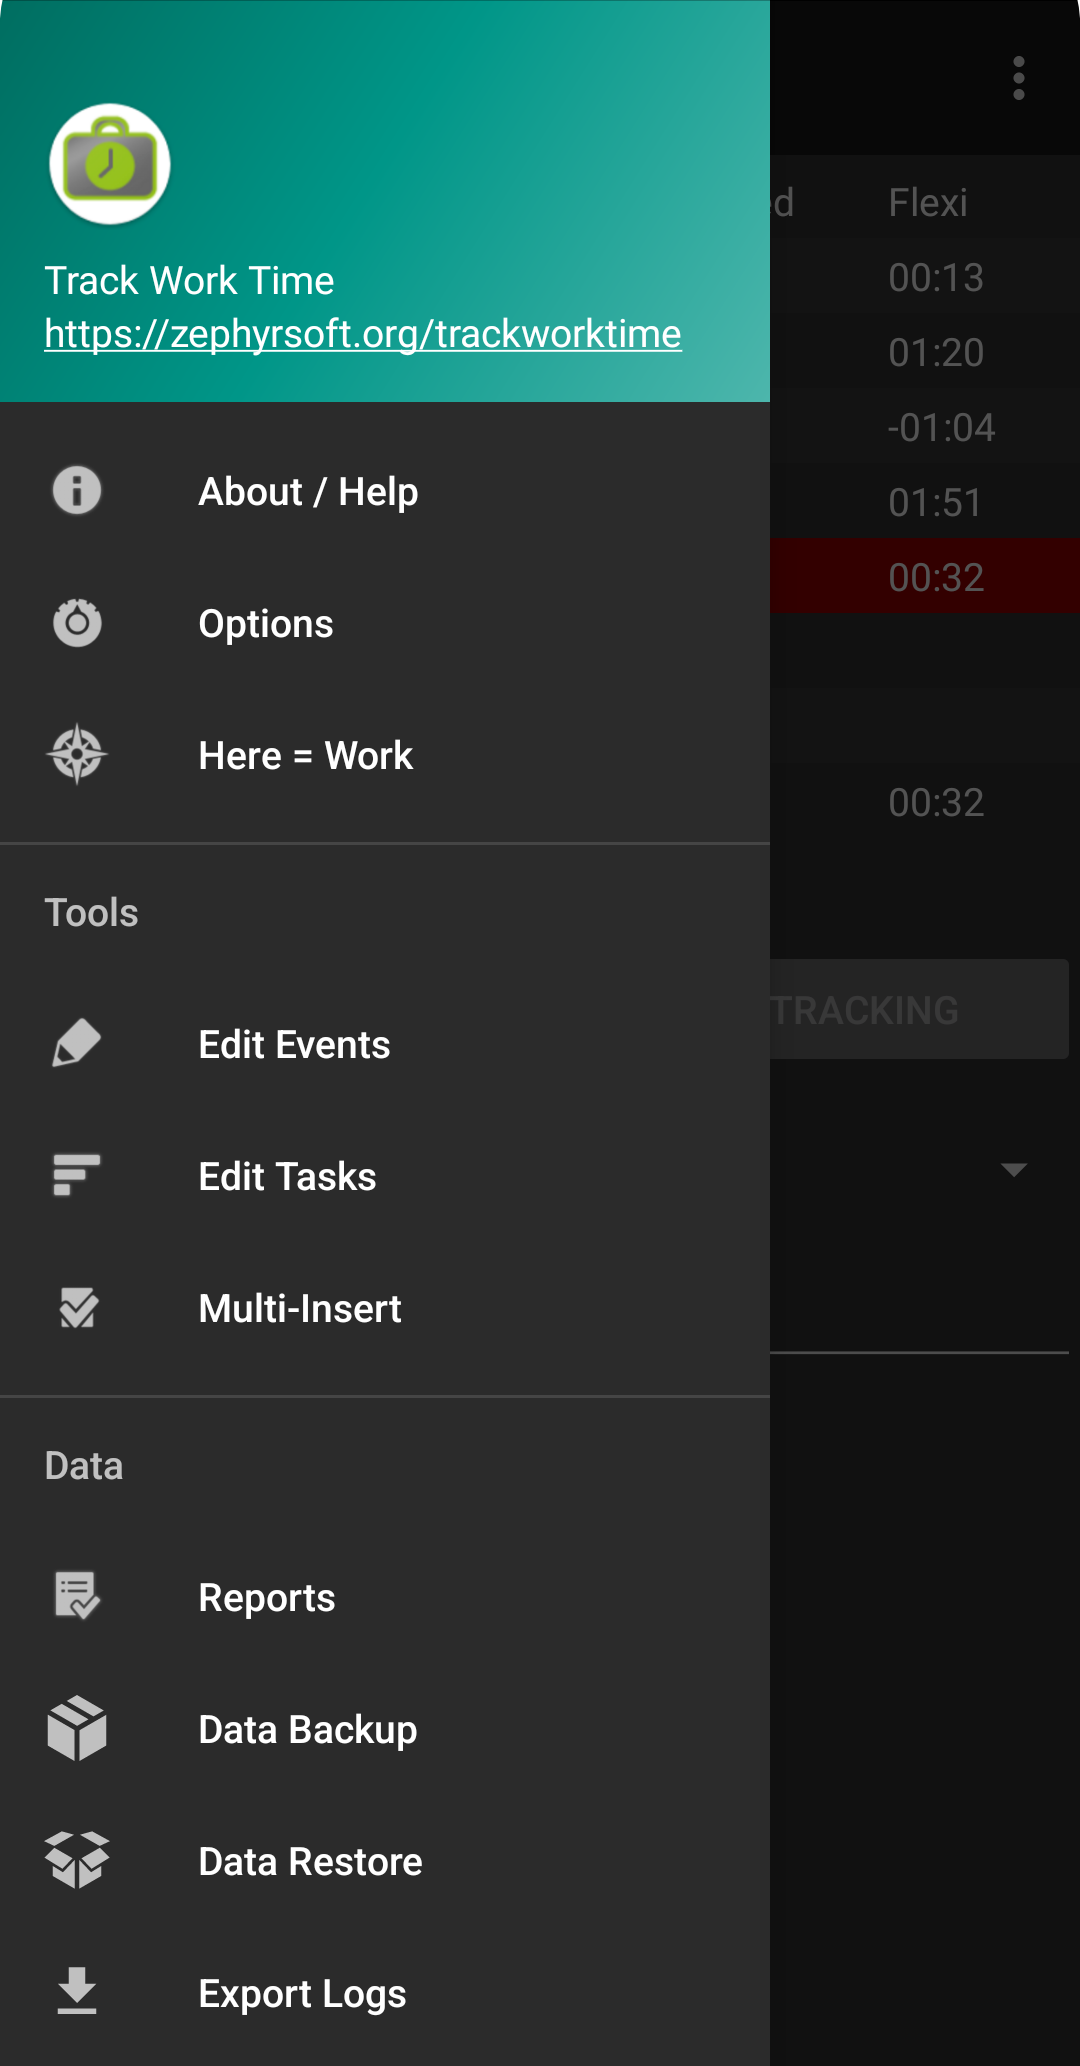 Track Work Time
https://zephyrsoft.org/trackworktime
About / Help
Options
Here = Work
Tools
Edit Events
Edit Tasks
Multi-Insert
Data
Reports
Data Backup
Data Restore
Export Logs
d Flexi
00:13
01:20
-01:04
01:51
00:32
00:32
TRACKING